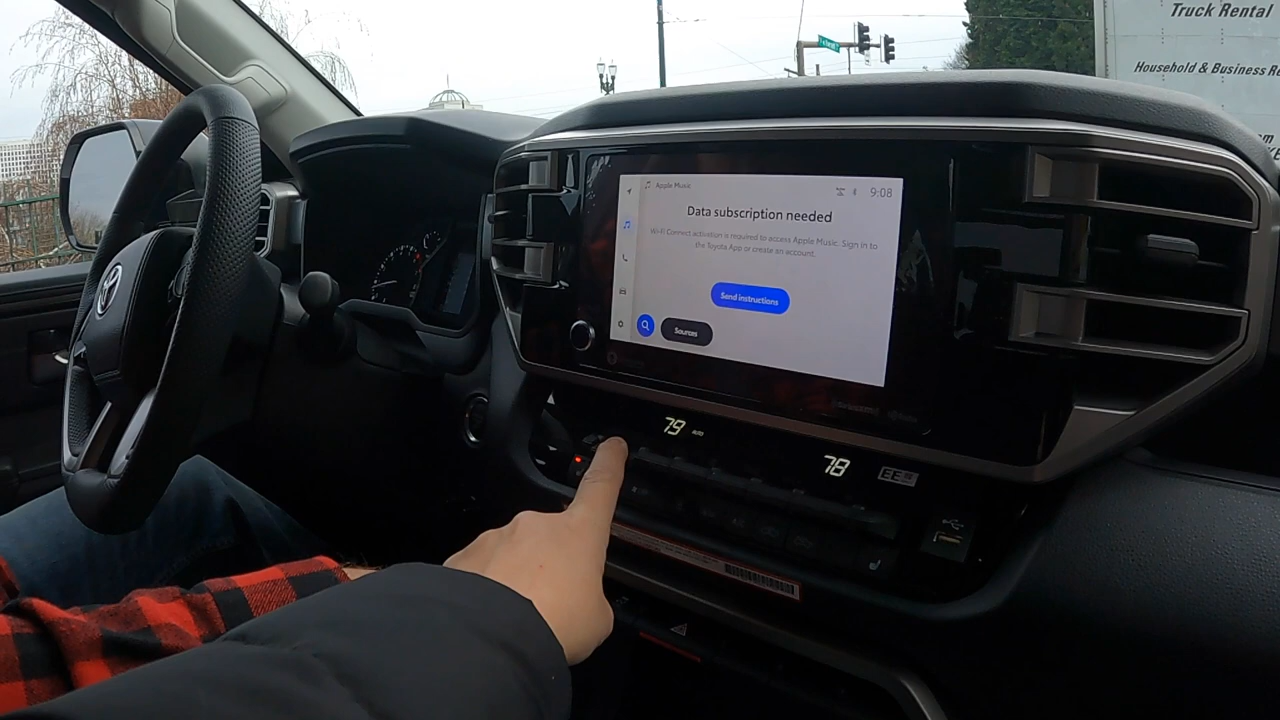 Truck Rental
Household & Business
Apple Music
9:08
Data subscription needed
Wi-Fi Connect activation is required to access Apple Music. Sign in to
the Toyota App or create an account.
Send instructions
Sources
79 AUTO
78